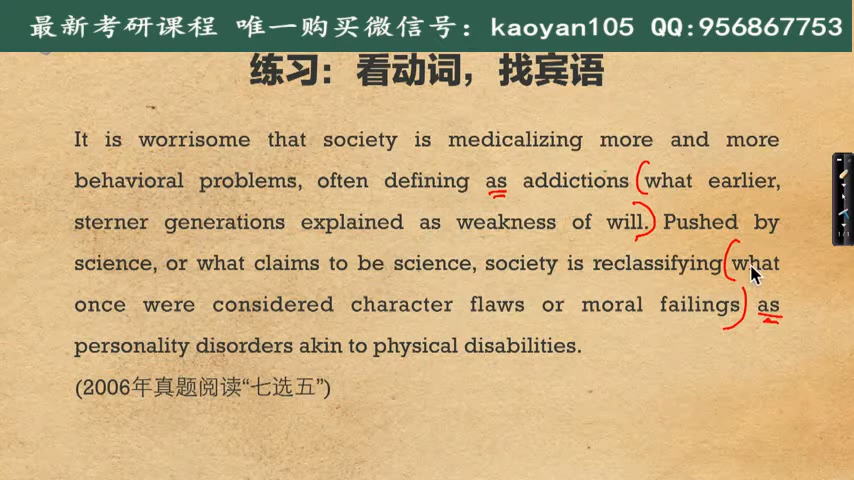 最新考研课程 唯一购买微信号：kaoyan105 QQ:956867753
练习：看动词，找宾语
It is worrisome that society is medicalizing more and more
behavioral problems, often defining as addictions what earlier,
sterner generations explained as weakness of will. Pushed by
science, or what claims to be science, society is reclassifying what
once were considered character flaws or moral failings as
personality disorders akin to physical disabilities.
(2006年真题阅读“七选五”)